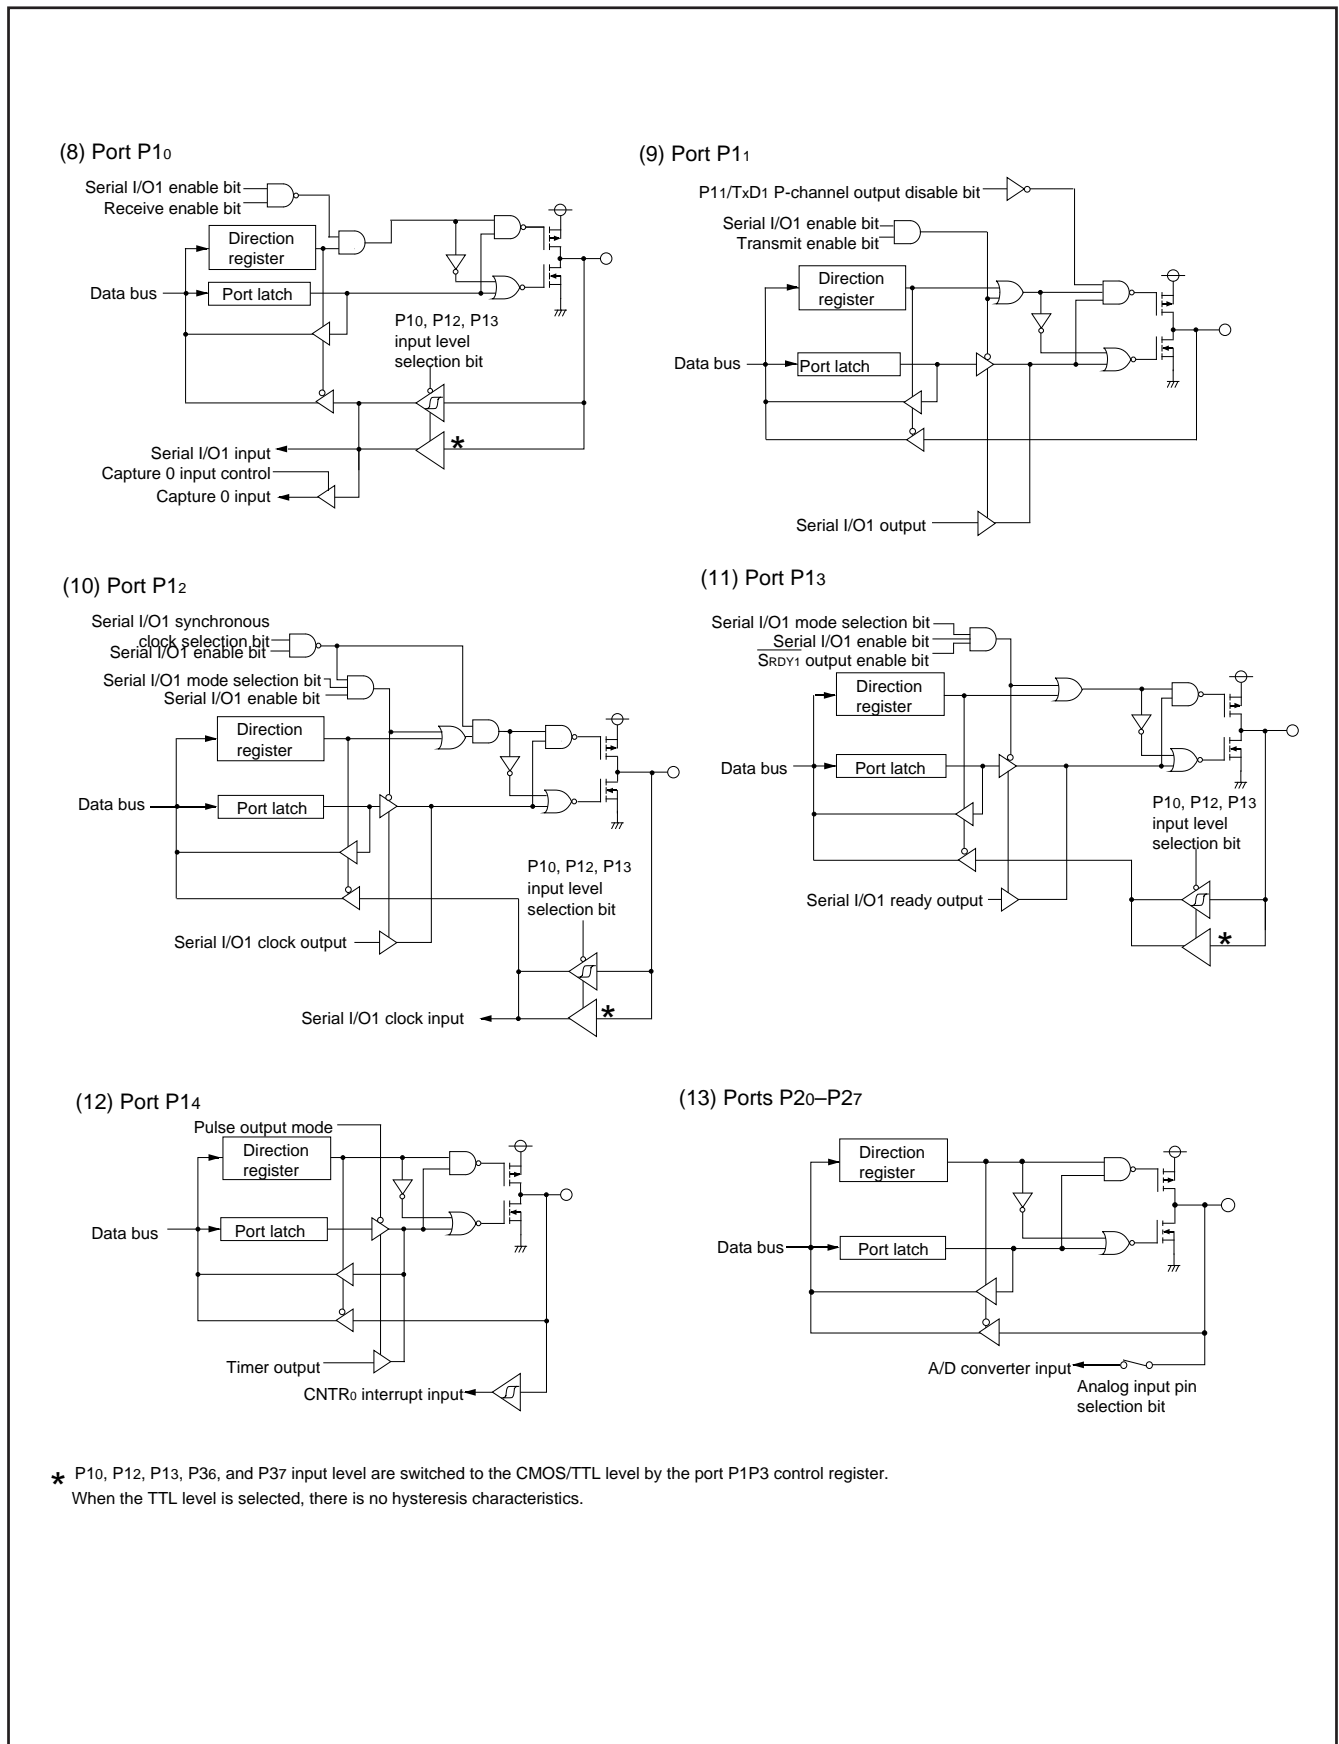 (8) Port P10
Serial I/O1 enable bit
Receive enable bit
Direction
register
Data bus
Port latch
P10, P12, P13
input level
selection bit
*
Serial I/O1 input
Capture 0 input control
Capture 0 input
(9) Port P11
P11/TxD1 P-channel output disable bit
Serial I/O1 enable bit
Transmit enable bit
Direction
register
Data bus
Port latch
Serial I/O1 output
(10) Port P12
Serial I/O1 synchronous
clock selection bit
Serial I/O1 enable bit
Serial I/O1 mode selection bit
Serial I/O1 enable bit
Direction
register
Data bus
Port latch
P10, P12, P13
input level
selection bit
Serial I/O1 clock output
*
Serial I/O1 clock input
(11) Port P13
Serial I/O1 mode selection bit
Serial I/O1 enable bit
SRDY1 output enable bit
Direction
register
Data bus
Port latch
P10, P12, P13
input level
selection bit
Serial I/O1 ready output
*
(12) Port P14
Pulse output mode
Direction
register
Data bus
Port latch
Timer output
CNTR0 interrupt input
(13) Ports P20–P27
Direction
register
Data bus
Port latch
A/D converter input
Analog input pin
selection bit
* P10, P12, P13, P36, and P37 input level are switched to the CMOS/TTL level by the port P1P3 control register.
When the TTL level is selected, there is no hysteresis characteristics.